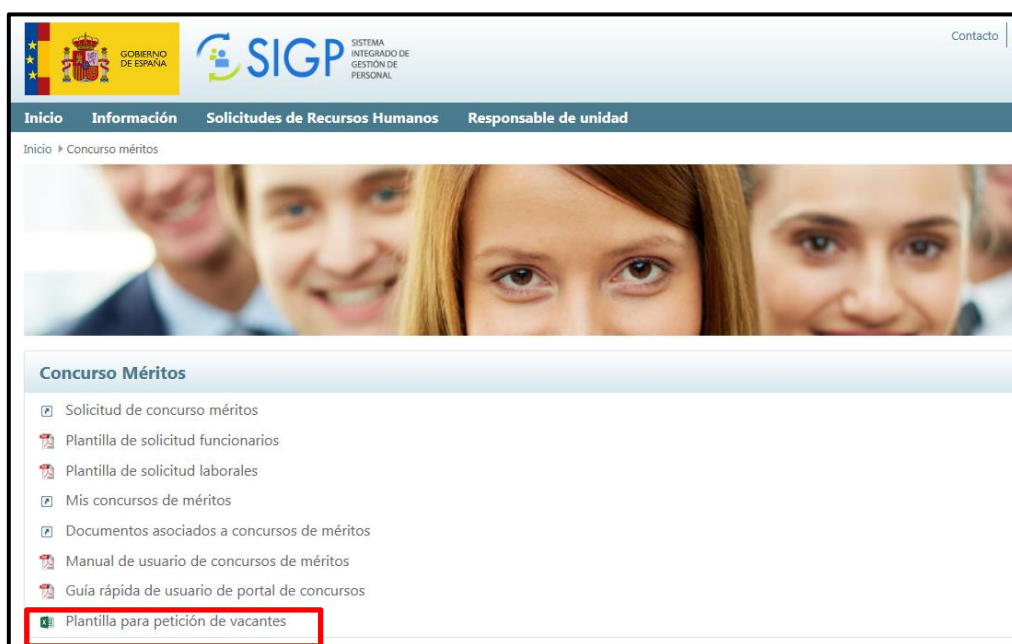 GOBIERNO
DE ESPAÑA
SIGP
SISTEMA
INTEGRADO DE
GESTIÓN DE
PERSONAL
Contacto
Inicio Información Solicitudes de Recursos Humanos Responsable de unidad
Inicio Concurso méritos
Concurso Méritos
Solicitud de concurso méritos
Plantilla de solicitud funcionarios
Plantilla de solicitud laborales
Mis concursos de méritos
Documentos asociados a concursos de méritos
Manual de usuario de concursos de méritos
Guía rápida de usuario de portal de concursos
Plantilla para petición de vacantes